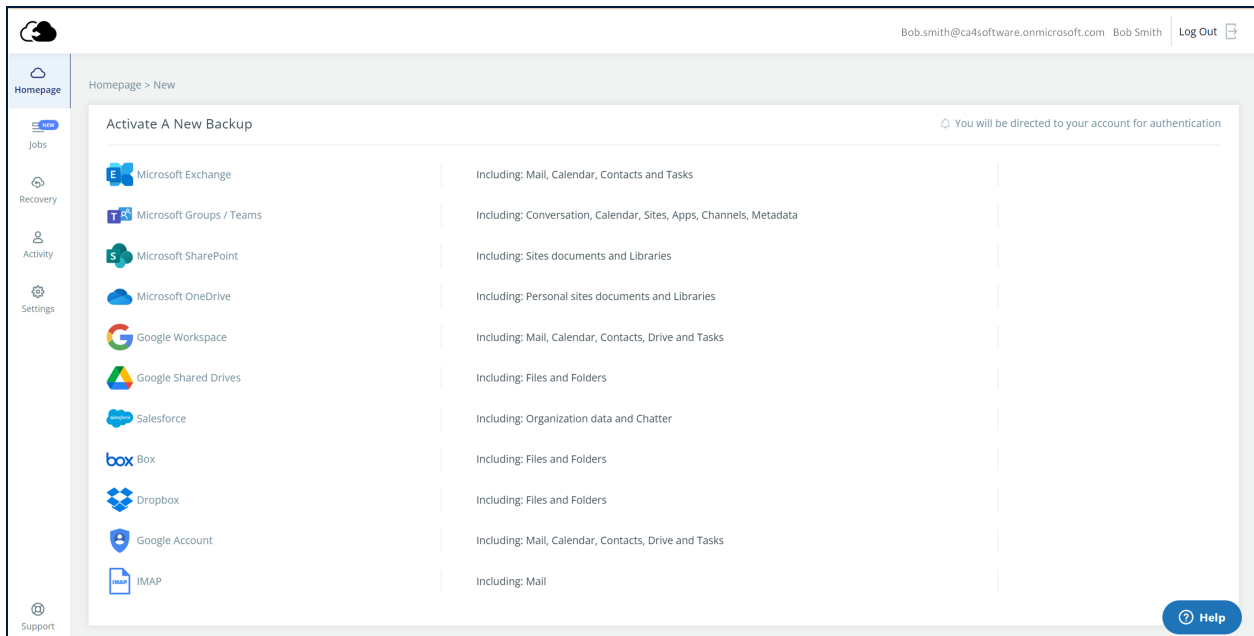 Bob.smith@ca4software.onmicrosoft.com Bob Smith Log Out
Homepage
NEW
Jobs
Recovery
Activity
Settings
Support
Homepage > New
Activate A New Backup
You will be directed to your account for authentication
E Microsoft Exchange Including: Mail, Calendar, Contacts and Tasks
T Microsoft Groups / Teams Including: Conversation, Calendar, Sites, Apps, Channels, Metadata
S Microsoft SharePoint Including: Sites documents and Libraries
Microsoft OneDrive Including: Personal sites documents and Libraries
Google Workspace Including: Mail, Calendar, Contacts, Drive and Tasks
Google Shared Drives Including: Files and Folders
salesforce Salesforce Including: Organization data and Chatter
box Box Including: Files and Folders
Dropbox Including: Files and Folders
Google Account Including: Mail, Calendar, Contacts, Drive and Tasks
IMAP IMAP Including: Mail
? Help